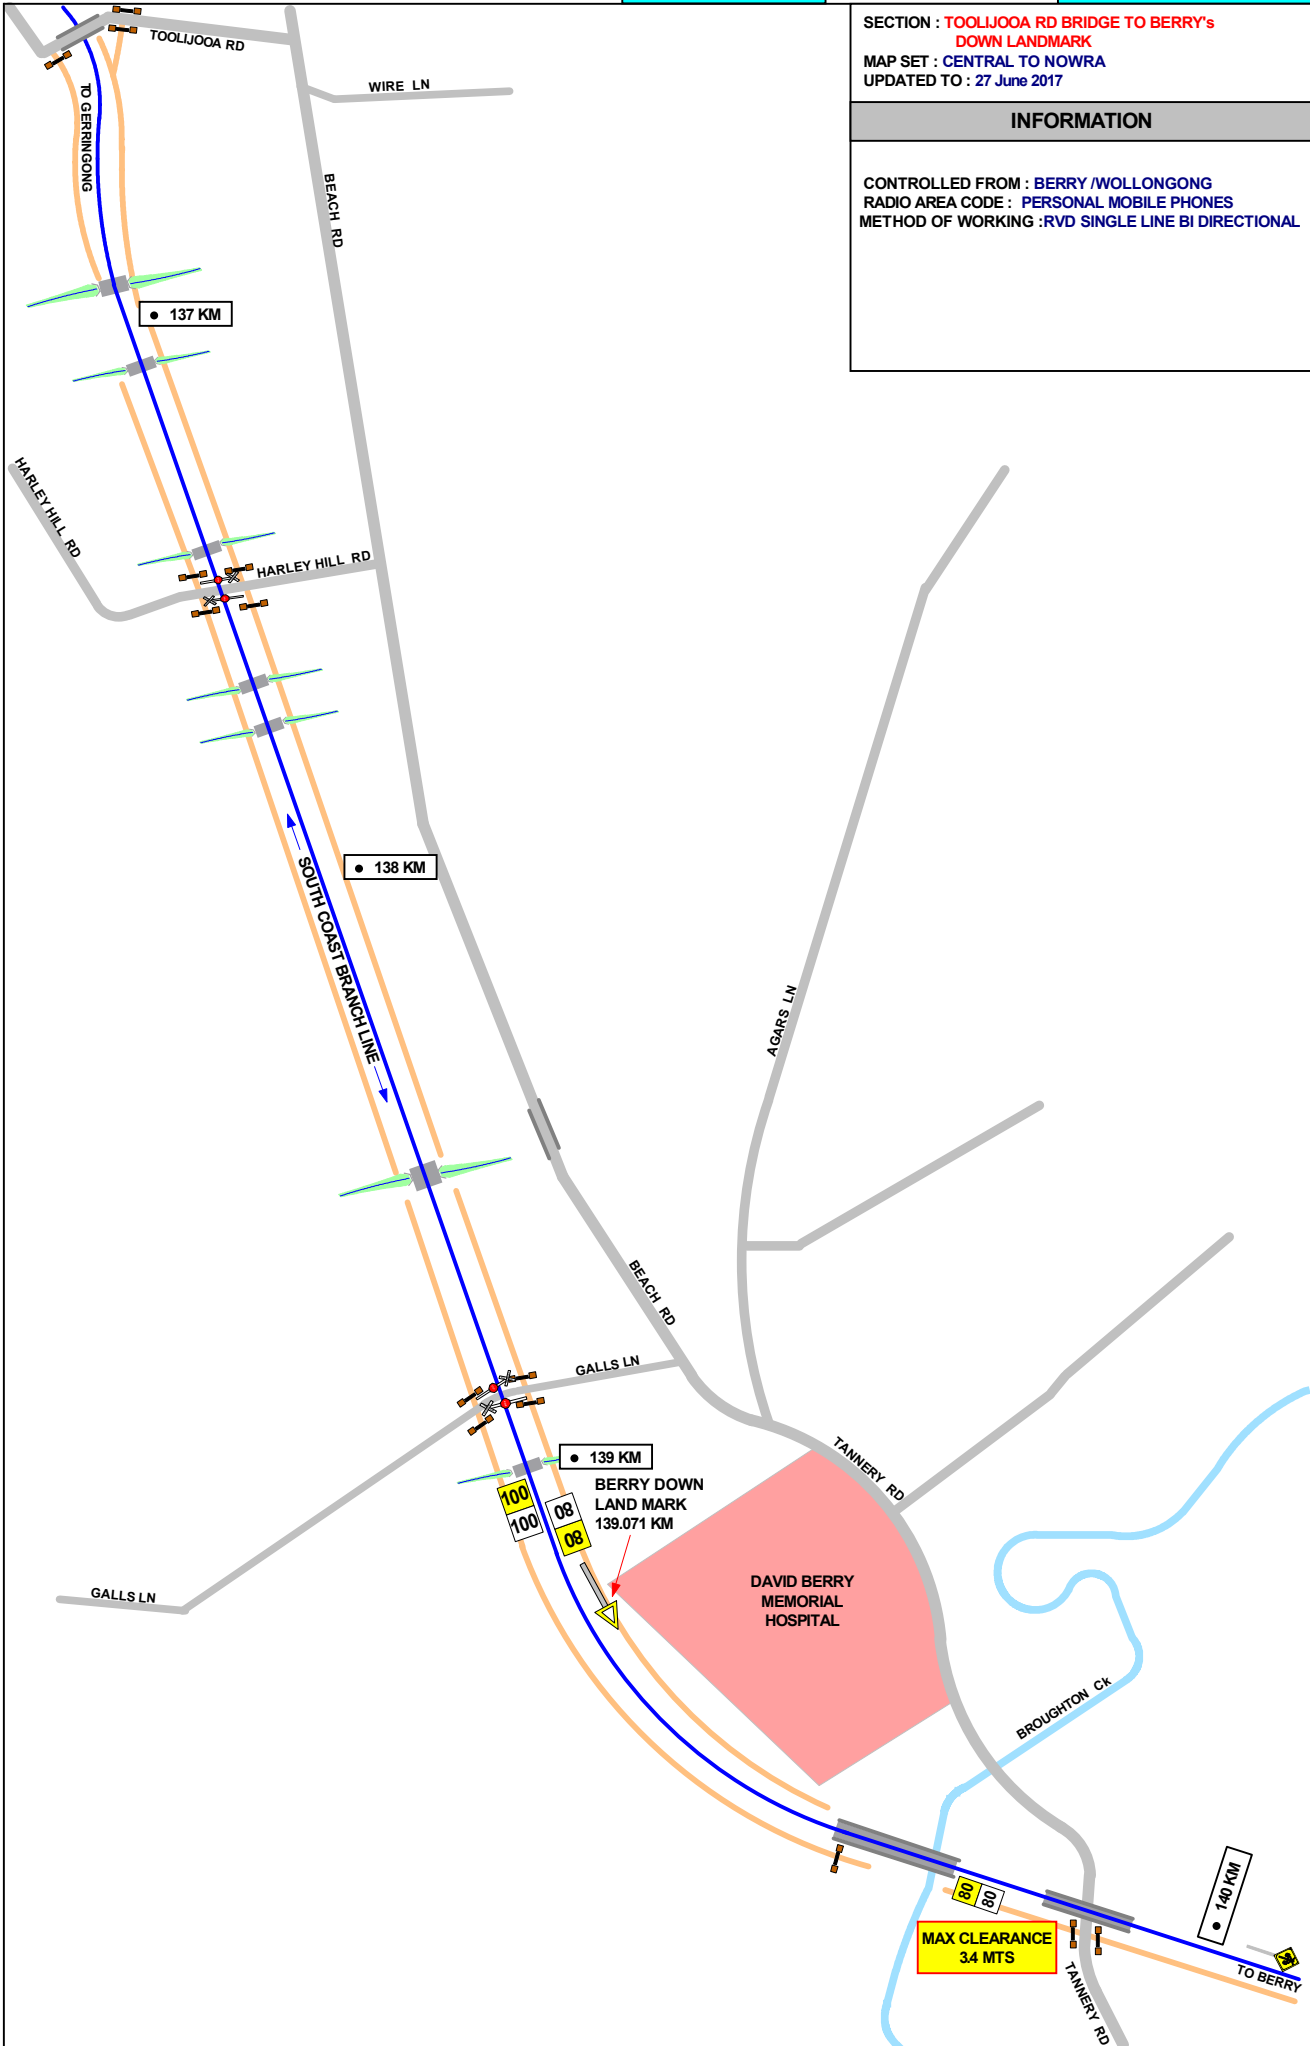 SECTION : TOOLIJOOA RD BRIDGE TO BERRY's
DOWN LANDMARK
MAP SET : CENTRAL TO NOWRA
UPDATED TO : 27 June 2017
INFORMATION
CONTROLLED FROM : BERRY /WOLLONGONG
RADIO AREA CODE : PERSONAL MOBILE PHONES
METHOD OF WORKING :RVD SINGLE LINE BI DIRECTIONAL
TOOLIJOOA RD
WIRE LN
TO GERRINGONG
BEACH RD
137 KM
HARLEY HILL RD
HARLEY HILL RD
138 KM
SOUTH COAST BRANCH LINE
AGARS LN
BEACH RD
GALLS LN
TANNERY RD
139 KM
BERRY DOWN
LAND MARK
139.071 KM
100
100
80
80
GALLS LN
DAVID BERRY
MEMORIAL
HOSPITAL
BROUGHTON Ck
80
80
140 KM
MAX CLEARANCE
3.4 MTS
TO BERRY
TANNERY RD